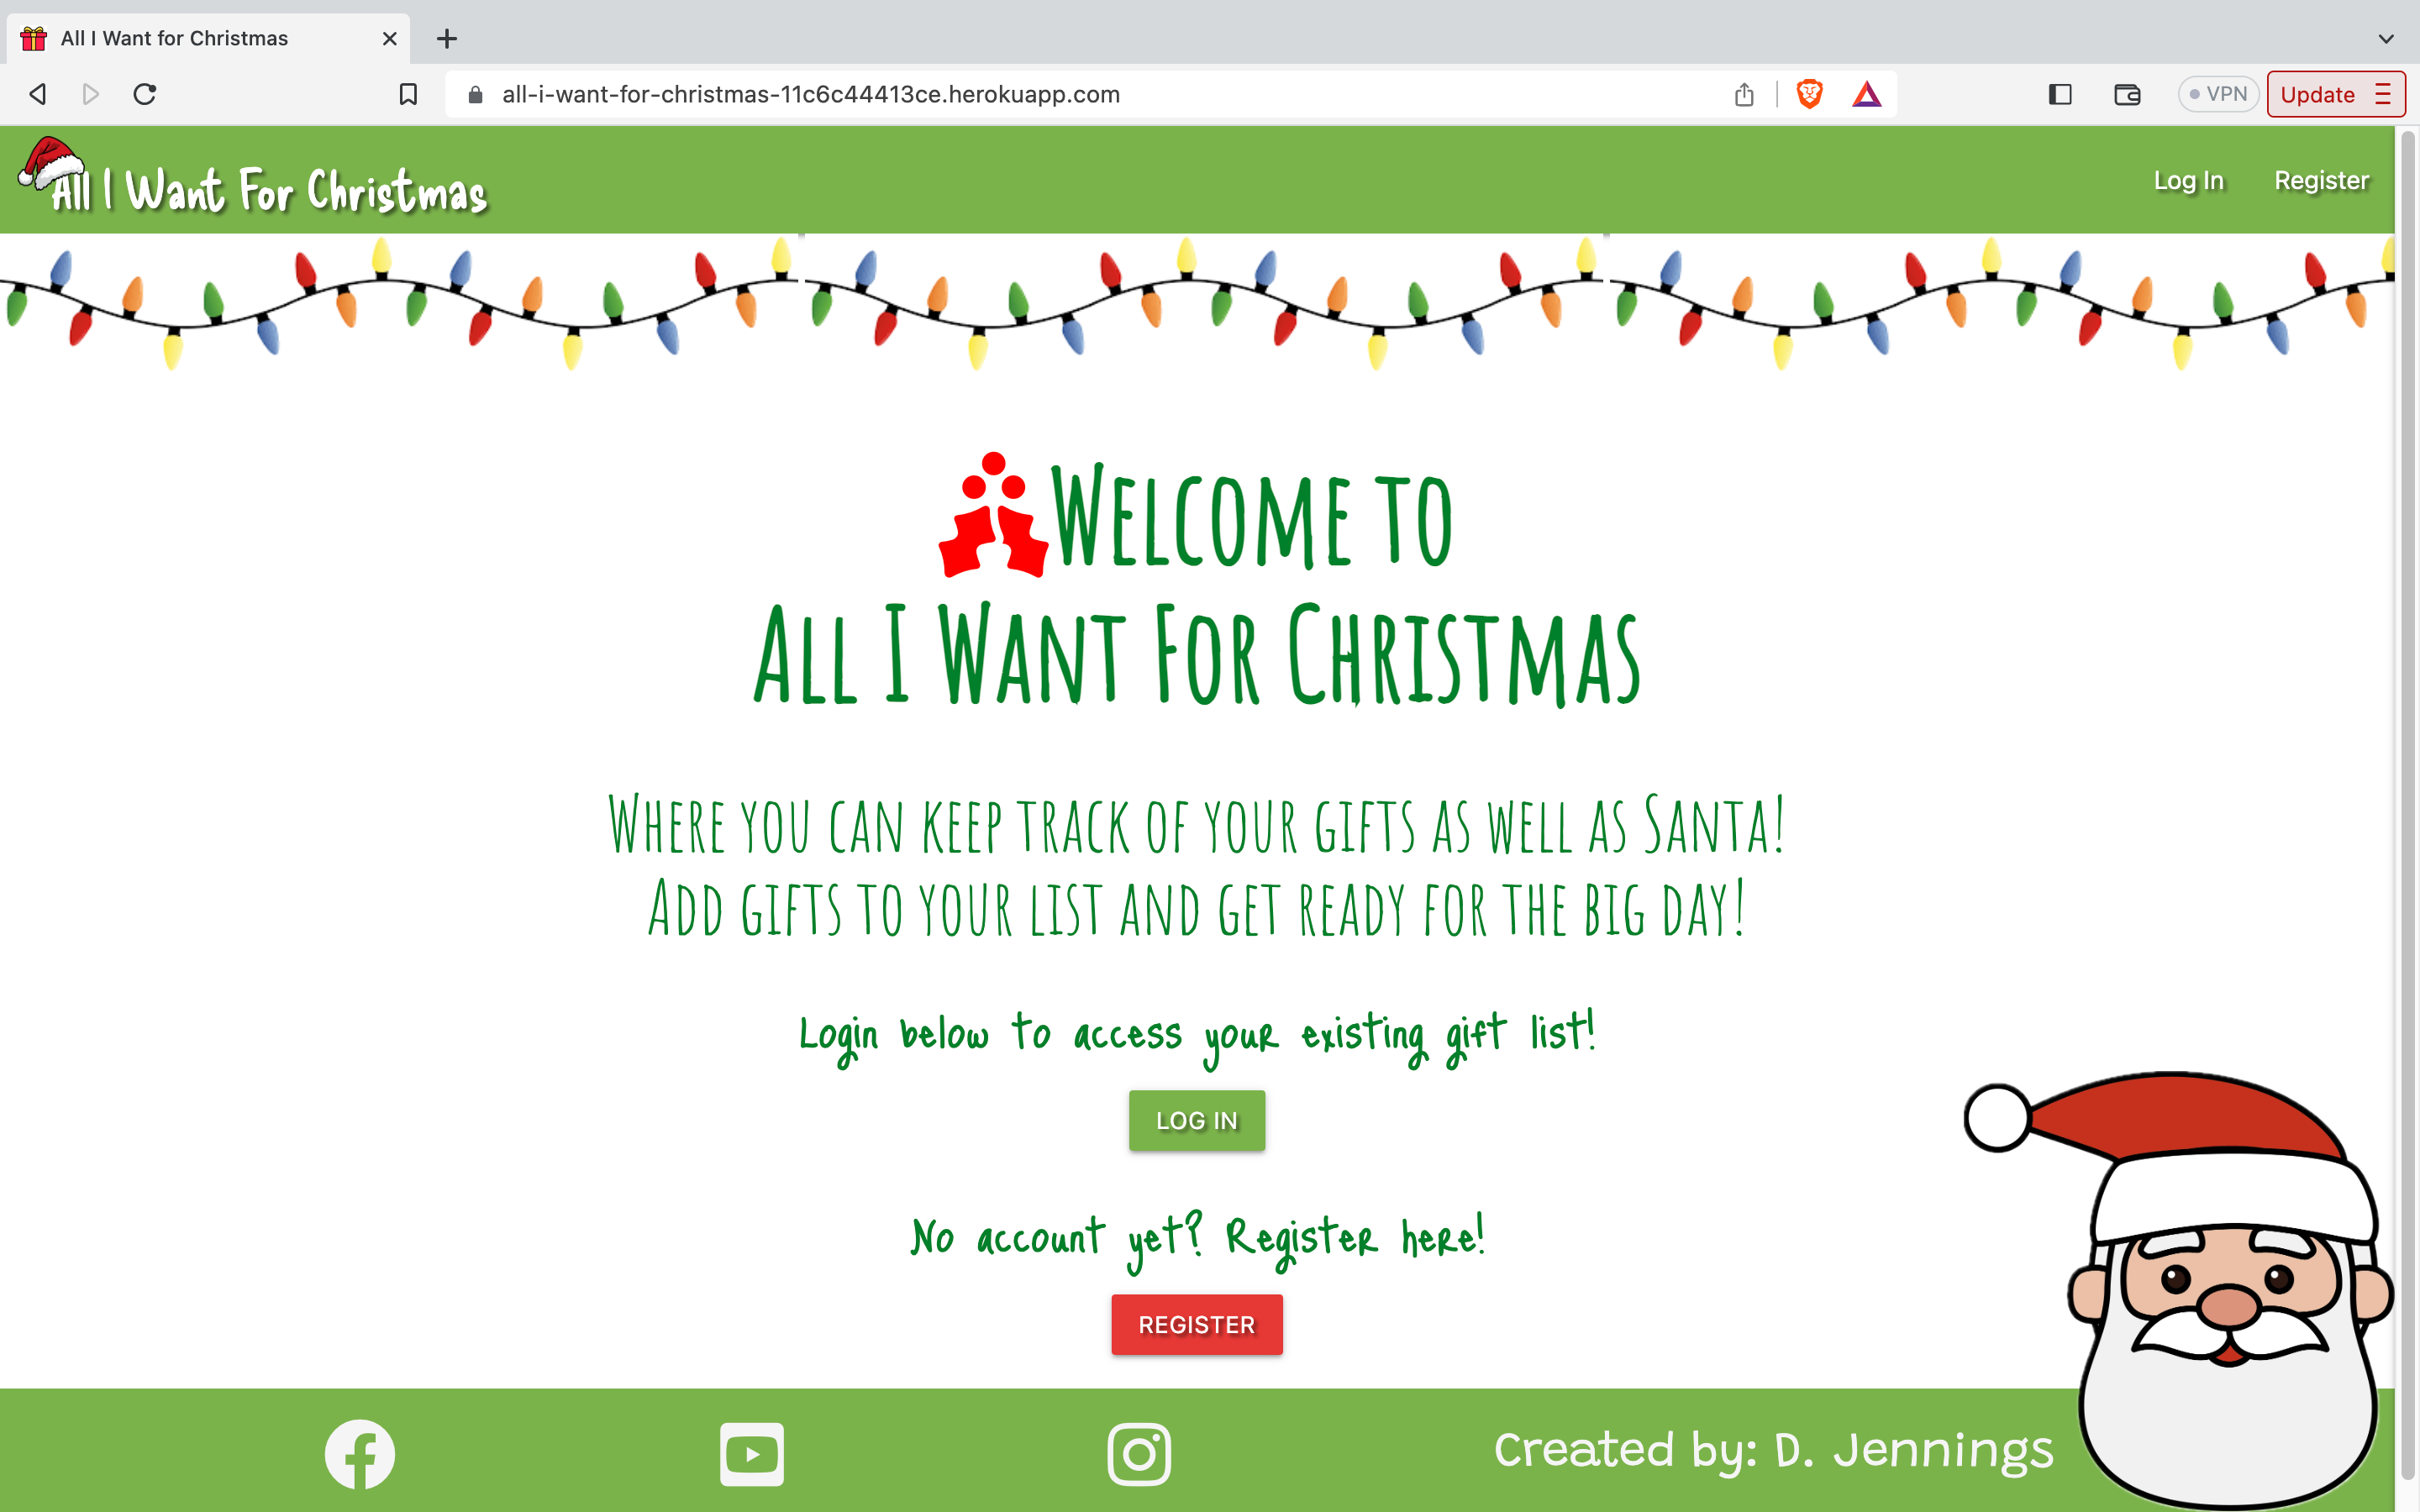 All I Want for Christmas
all-i-want-for-christmas-11c6c44413ce.herokuapp.com
VPN
Update
All I Want For Christmas
Log In
Register
Welcome to
All I Want For Christmas
Where you can keep track of your gifts as well as Santa!
Add gifts to your list and get ready for the big day!
Login below to access your existing gift list!
LOG IN
No account yet? Register here!
REGISTER
Created by: D. Jennings